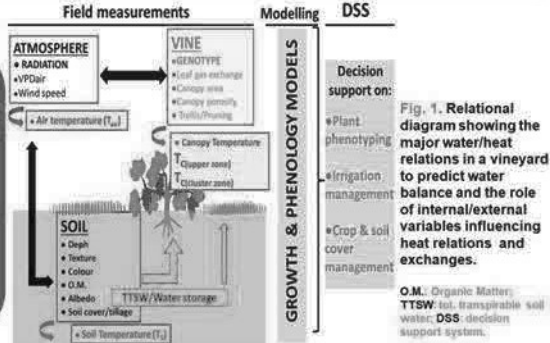 Field measurements
Modelling
DSS
ATMOSPHERE
• RADIATION
• VPDair
• Wind speed
• Air temperature (Tair)
VINE
• GENOTYPE
• Leaf gas exchange
• Canopy area
• Canopy porosity
• Trellis/Pruning
• Canopy Temperature
TC(upper zone)
TC(cluster zone)
SOIL
• Deph
• Texture
• Colour
• O.M.
• Albedo
• Soil cover/sillage
TTSW/Water storage
• Soil Temperature (Ts)
GROWTH & PHENOLOGY MODELS
Decision
support on:
• Plant
phenotyping
• Irrigation
management
• Crop & soil
cover
management
Fig. 1. Relational
diagram showing the
major water/heat
relations in a vineyard
to predict water
balance and the role
of internal/external
variables influencing
heat relations and
exchanges.
O.M.: Organic Matter;
TTSW: tot. transpirable soil
water; DSS: decision
support system.